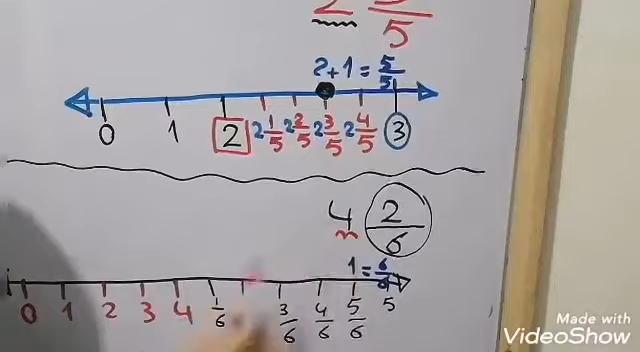 2 3/5
2+1 = 5/5
0 1 2 2 1/5 2 2/5 2 3/5 2 4/5 3
4 2/6
1 = 6/6
0 1 2 3 4 1/6 3/6 4/6 5/6 5
Made with
VideoShow